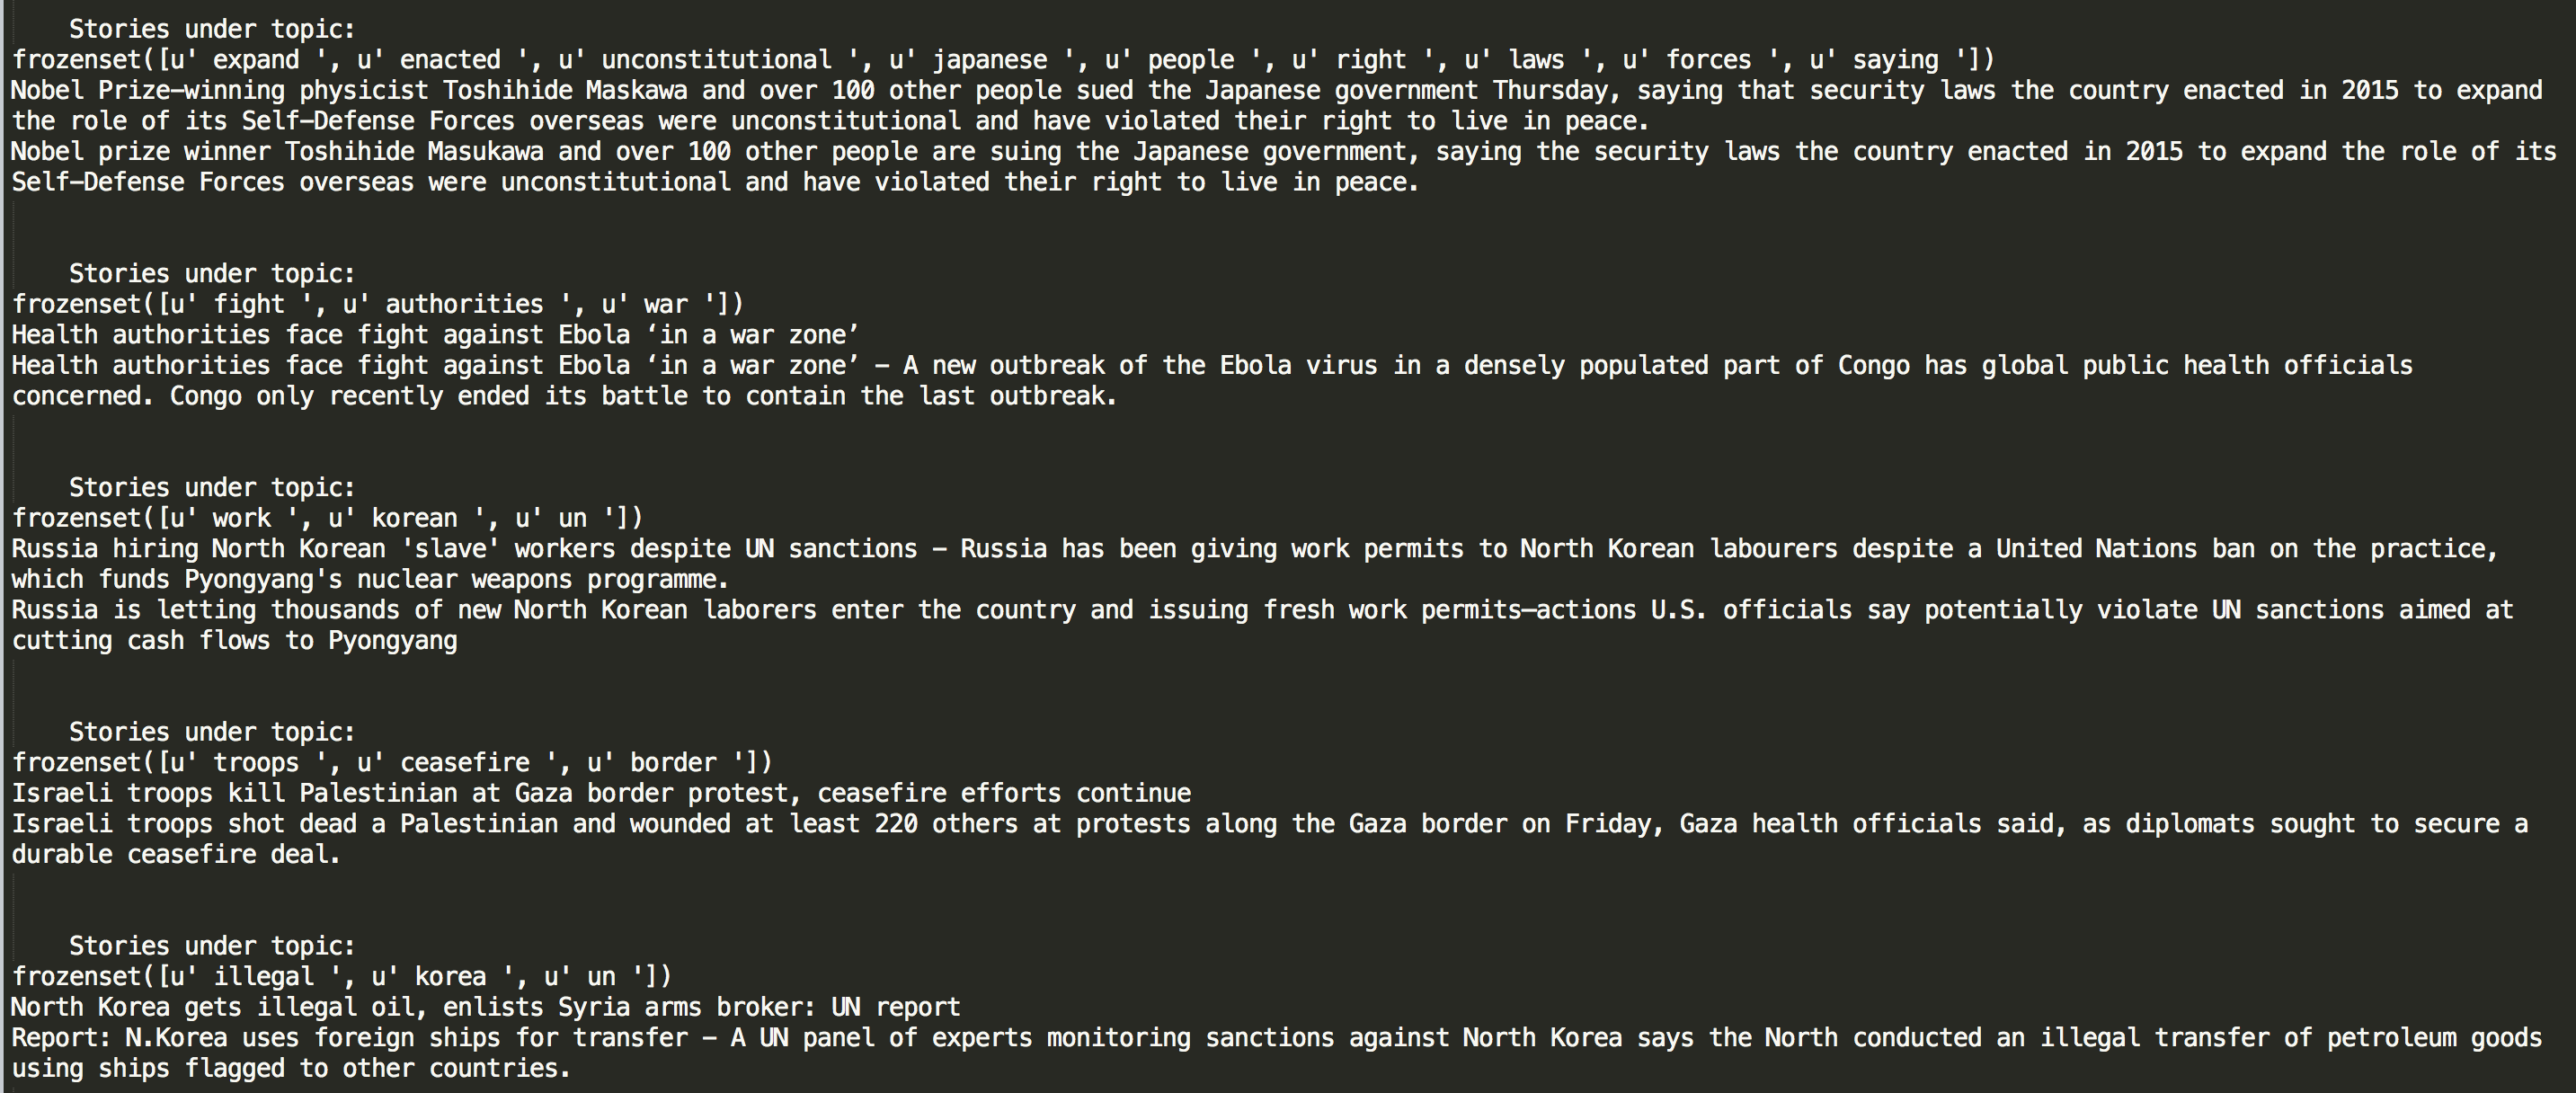 Stories under topic:
frozenset([u' expand ', u' enacted ', u' unconstitutional ', u' japanese ', u' people ', u' right ', u' laws ', u' forces ', u' saying '])
Nobel Prize—winning physicist Toshihide Maskawa and over 100 other people sued the Japanese government Thursday, saying that security laws the country enacted in 2015 to expand
the role of its Self—Defense Forces overseas were unconstitutional and have violated their right to live in peace.
Nobel prize winner Toshihide Masukawa and over 100 other people are suing the Japanese government, saying the security laws the country enacted in 2015 to expand the role of its
Self—Defense Forces overseas were unconstitutional and have violated their right to live in peace.
Stories under topic:
frozenset([u' fight ', u' authorities ', u' war '])
Health authorities face fight against Ebola ‘in a war zone’
Health authorities face fight against Ebola ‘in a war zone’ – A new outbreak of the Ebola virus in a densely populated part of Congo has global public health officials
concerned. Congo only recently ended its battle to contain the last outbreak.
Stories under topic:
frozenset([u' work ', u' korean ', u' un '])
Russia hiring North Korean 'slave' workers despite UN sanctions – Russia has been giving work permits to North Korean labourers despite a United Nations ban on the practice,
which funds Pyongyang's nuclear weapons programme.
Russia is letting thousands of new North Korean laborers enter the country and issuing fresh work permits—actions U.S. officials say potentially violate UN sanctions aimed at
cutting cash flows to Pyongyang
Stories under topic:
frozenset([u' troops ', u' ceasefire ', u' border '])
Israeli troops kill Palestinian at Gaza border protest, ceasefire efforts continue
Israeli troops shot dead a Palestinian and wounded at least 220 others at protests along the Gaza border on Friday, Gaza health officials said, as diplomats sought to secure a
durable ceasefire deal.
Stories under topic:
frozenset([u' illegal ', u' korea ', u' un '])
North Korea gets illegal oil, enlists Syria arms broker: UN report
Report: N.Korea uses foreign ships for transfer – A UN panel of experts monitoring sanctions against North Korea says the North conducted an illegal transfer of petroleum goods
using ships flagged to other countries.